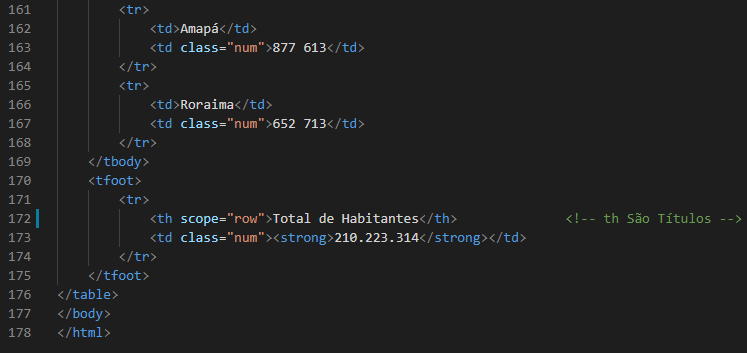 161 <tr>
162 <td>Amapá</td>
163 <td class="num">877 613</td>
164 </tr>
165 <tr>
166 <td>Roraima</td>
167 <td class="num">652 713</td>
168 </tr>
169 </tbody>
170 <tfoot>
171 <tr>
172 <th scope="row">Total de Habitantes</th> <!-- th São Títulos -->
173 <td class="num"><strong>210.223.314</strong></td>
174 </tr>
175 </tfoot>
176 </table>
177 </body>
178 </html>